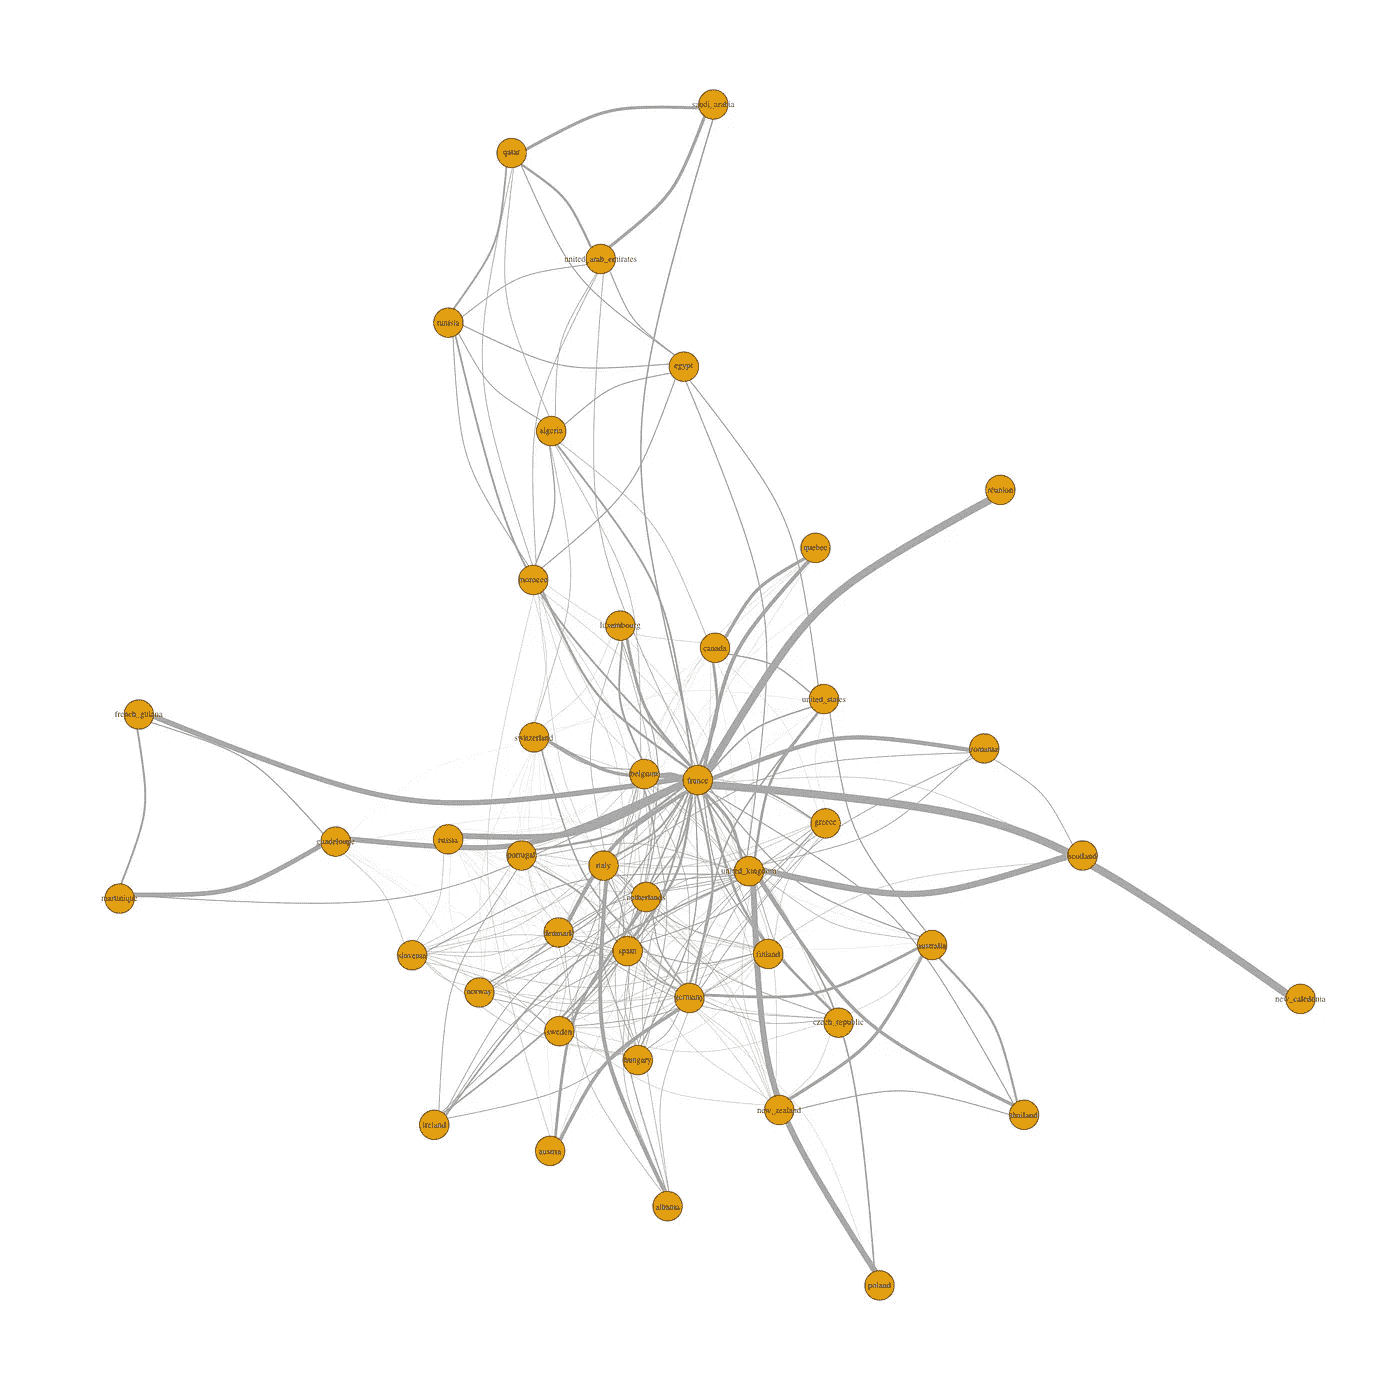 saudi_arabia
qatar
united_arab_emirates
tunisia
egypt
algeria
réunion
quebec
morocco
luxembourg
canada
united_states
french_guiana
switzerland
romania
belgium
france
greece
russia
guadeloupe
portugal
scotland
italy
united_kingdom
netherlands
martinique
denmark
australia
spain
finland
slovenia
norway
germany
new_caledonia
czech_republic
sweden
hungary
new_zealand
thailand
ireland
austria
albania
poland